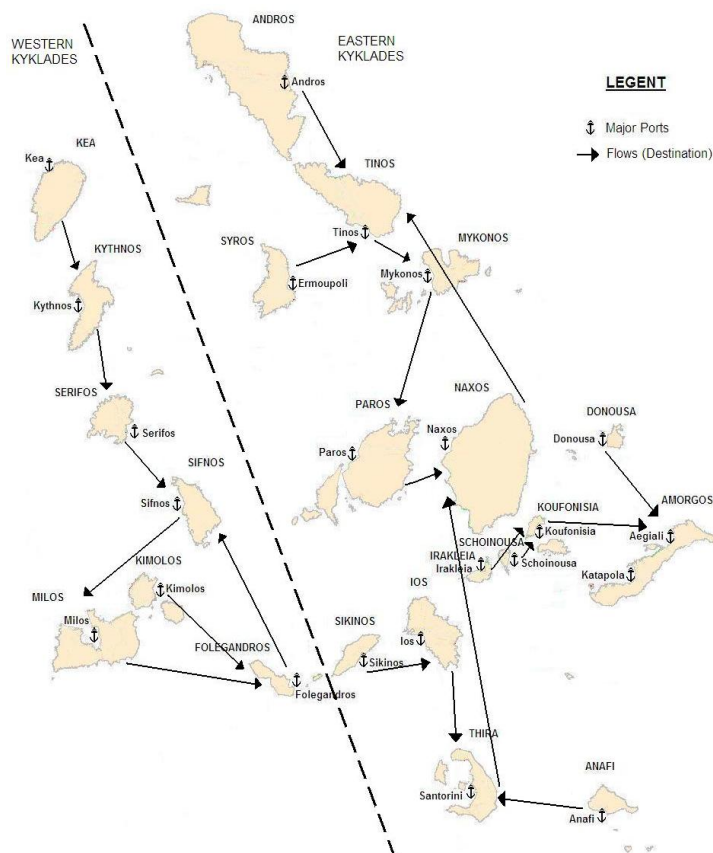 ANDROS
WESTERN
KYKLADES
EASTERN
KYKLADES
Andros
LEGENT
Major Ports
Flows (Destination)
KEA
Kea
TINOS
Tinos
SYROS
MYKONOS
KYTHNOS
Ermoupoli
Mykonos
Kythnos
SERIFOS
PAROS
NAXOS
DONOUSA
Serifos
Naxos
Donousa
Paros
SIFNOS
Sifnos
KOUFONISIA
AMORGOS
Koufonisia
Aegiali
SCHOINOUSA
IRAKLEIA
Irakleia
Schoinousa
Katapola
KIMOLOS
Kimolos
IOS
MILOS
Milos
SIKINOS
Ios
FOLEGANDROS
Sikinos
Folegandros
THIRA
ANAFI
Santorini
Anafi